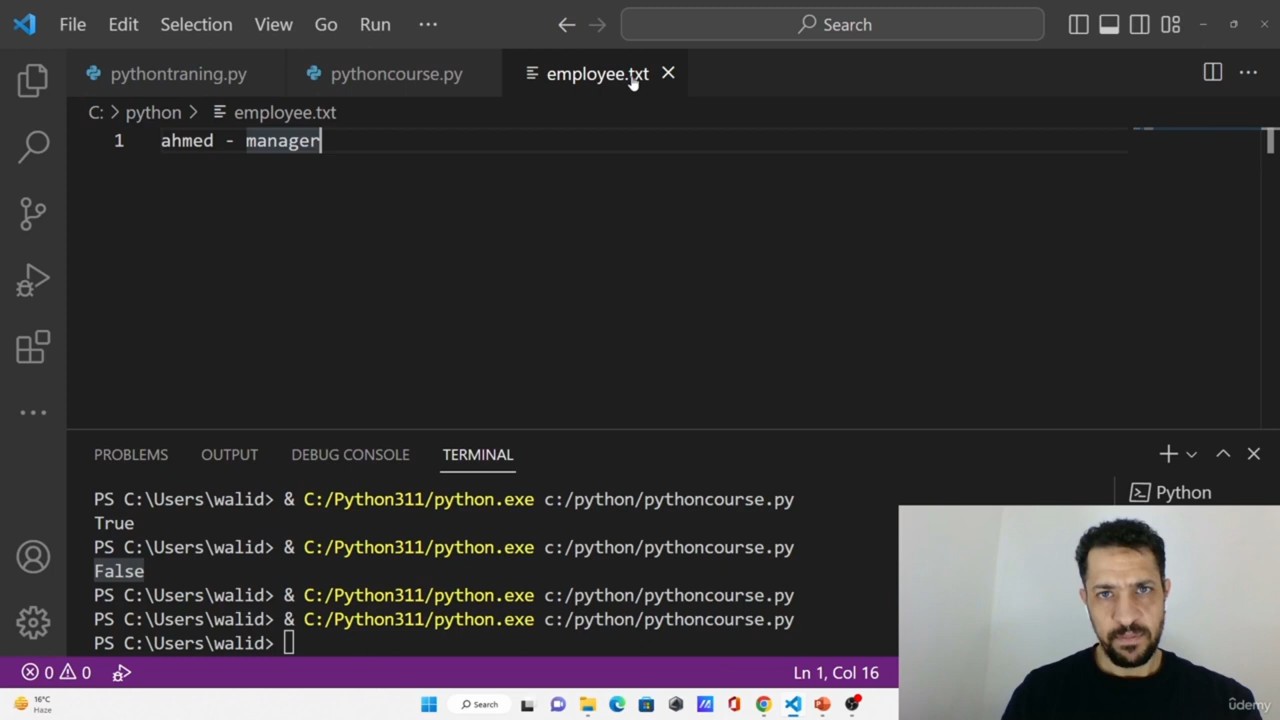 File Edit Selection View Go Run ··· Search
pythontraning.py pythoncourse.py employee.txt
C: > python > employee.txt
1 ahmed - manager
PROBLEMS OUTPUT DEBUG CONSOLE TERMINAL
PS C:\Users\walid> & C:/Python311/python.exe c:/python/pythoncourse.py
True
PS C:\Users\walid> & C:/Python311/python.exe c:/python/pythoncourse.py
False
PS C:\Users\walid> & C:/Python311/python.exe c:/python/pythoncourse.py
PS C:\Users\walid> & C:/Python311/python.exe c:/python/pythoncourse.py
PS C:\Users\walid>
Python
0 0 Ln 1, Col 16
16°C
Haze
Search
udemy